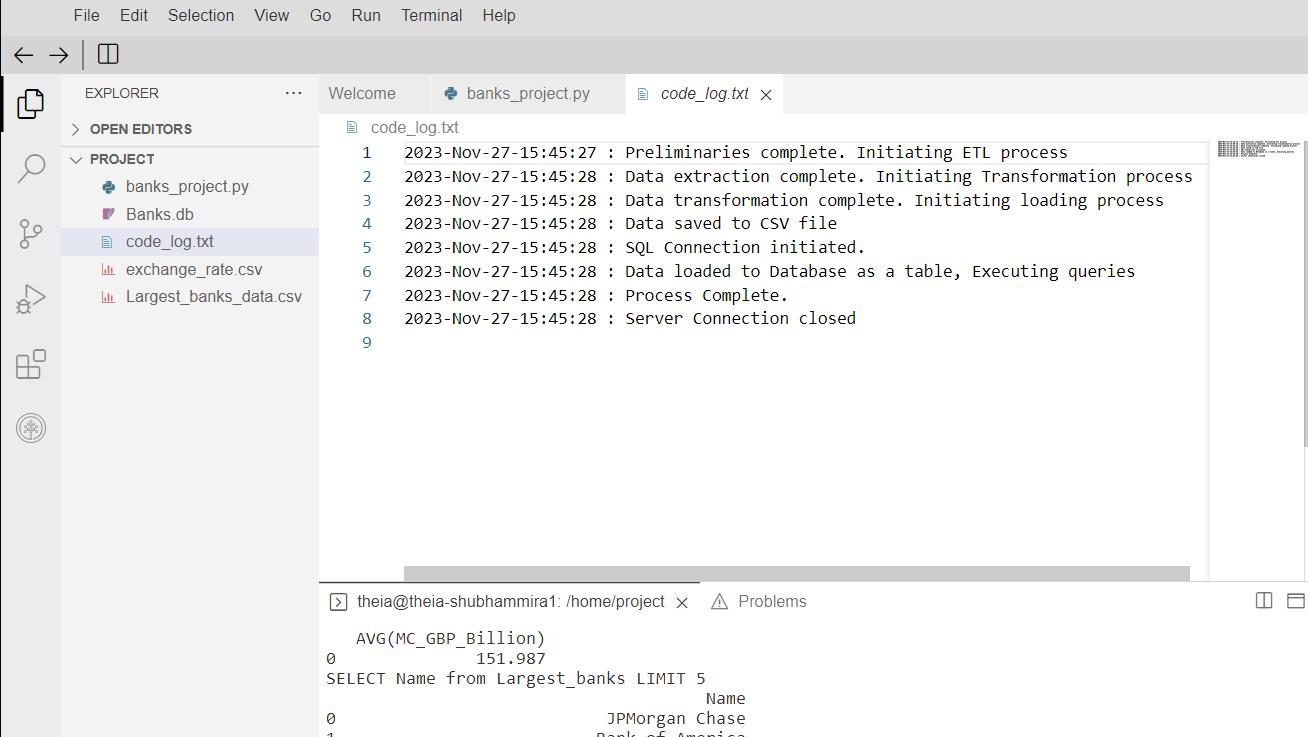 File Edit Selection View Go Run Terminal Help
EXPLORER
OPEN EDITORS
PROJECT
banks_project.py
Banks.db
code_log.txt
exchange_rate.csv
Largest_banks_data.csv
Welcome banks_project.py code_log.txt
code_log.txt
1 2023-Nov-27-15:45:27 : Preliminaries complete. Initiating ETL process
2 2023-Nov-27-15:45:28 : Data extraction complete. Initiating Transformation process
3 2023-Nov-27-15:45:28 : Data transformation complete. Initiating loading process
4 2023-Nov-27-15:45:28 : Data saved to CSV file
5 2023-Nov-27-15:45:28 : SQL Connection initiated.
6 2023-Nov-27-15:45:28 : Data loaded to Database as a table, Executing queries
7 2023-Nov-27-15:45:28 : Process Complete.
8 2023-Nov-27-15:45:28 : Server Connection closed
9
theia@theia-shubhammira1: /home/project Problems
AVG(MC_GBP_Billion)
0 151.987
SELECT Name from Largest_banks LIMIT 5
Name
0 JPMorgan Chase
1 Bank of America